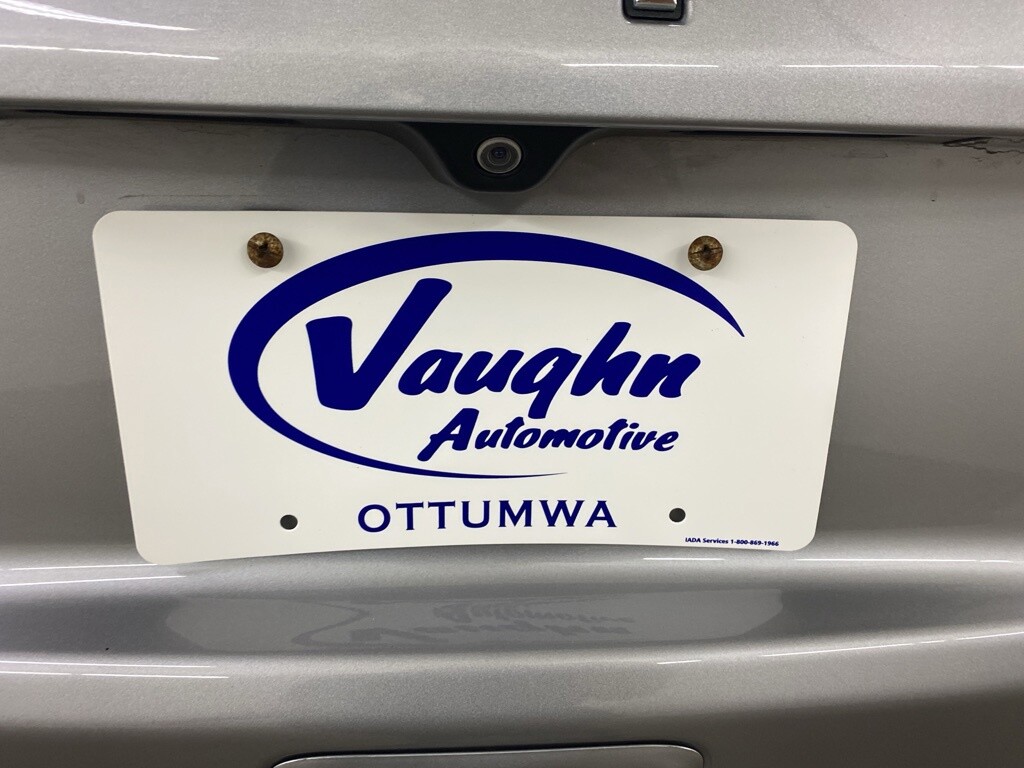 Vaughn
Automotive
OTTUMWA
IADA Services 1-800-869-1966